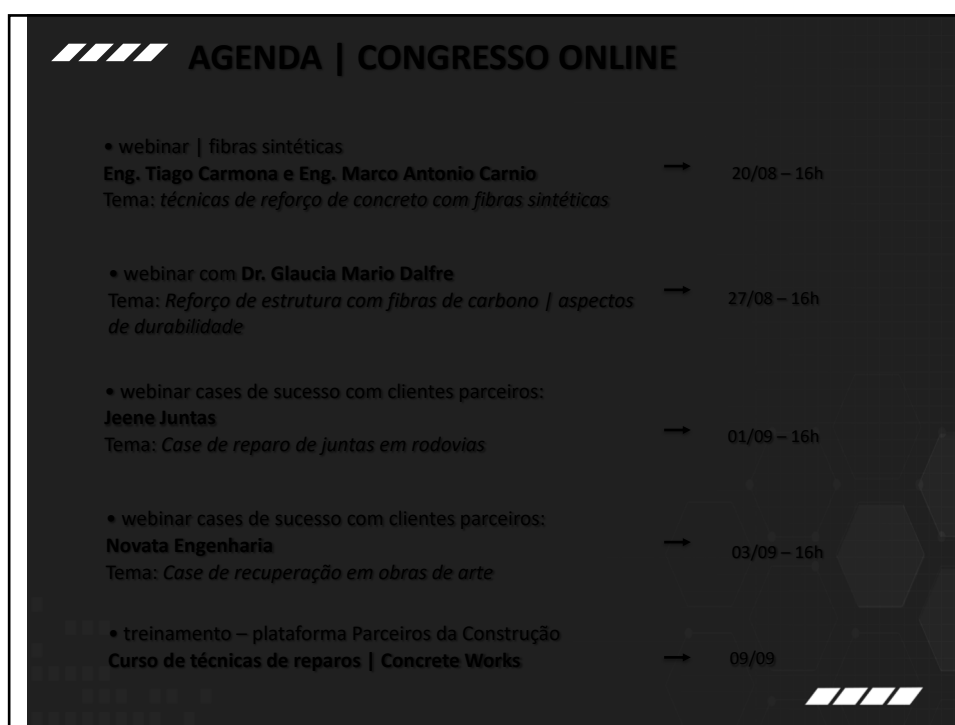 AGENDA | CONGRESSO ONLINE
• webinar | fibras sintéticas
Eng. Tiago Carmona e Eng. Marco Antonio Carnio
Tema: técnicas de reforço de concreto com fibras sintéticas
20/08 – 16h
• webinar com Dr. Glaucia Mario Dalfre
Tema: Reforço de estrutura com fibras de carbono | aspectos
de durabilidade
27/08 – 16h
• webinar cases de sucesso com clientes parceiros:
Jeene Juntas
Tema: Case de reparo de juntas em rodovias
01/09 – 16h
• webinar cases de sucesso com clientes parceiros:
Novata Engenharia
Tema: Case de recuperação em obras de arte
03/09 – 16h
• treinamento – plataforma Parceiros da Construção
Curso de técnicas de reparos | Concrete Works
09/09